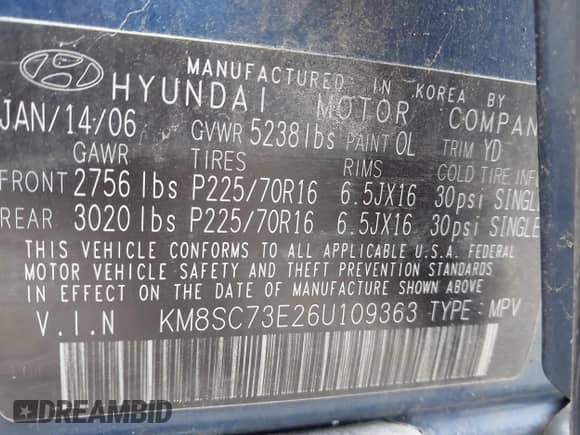 MANUFACTURED IN KOREA BY
HYUNDAI MOTOR COMPAN
JAN/14/06 GVWR 5238lbs PAINT OL TRIM YD
GAWR TIRES RIMS COLD TIRE INF
FRONT 2756 lbs P225/70R16 6.5JX16 30psi SINGLE
REAR 3020 lbs P225/70R16 6.5JX16 30psi SINGLE
THIS VEHICLE CONFORMS TO ALL APPLICABLE U.S.A. FEDERAL
MOTOR VEHICLE SAFETY AND THEFT PREVENTION STANDARDS
IN EFFECT ON THE DATE OF MANUFACTURE SHOWN ABOVE
V.I.N KM8SC73E26U109363 TYPE: MPV
DREAMBID